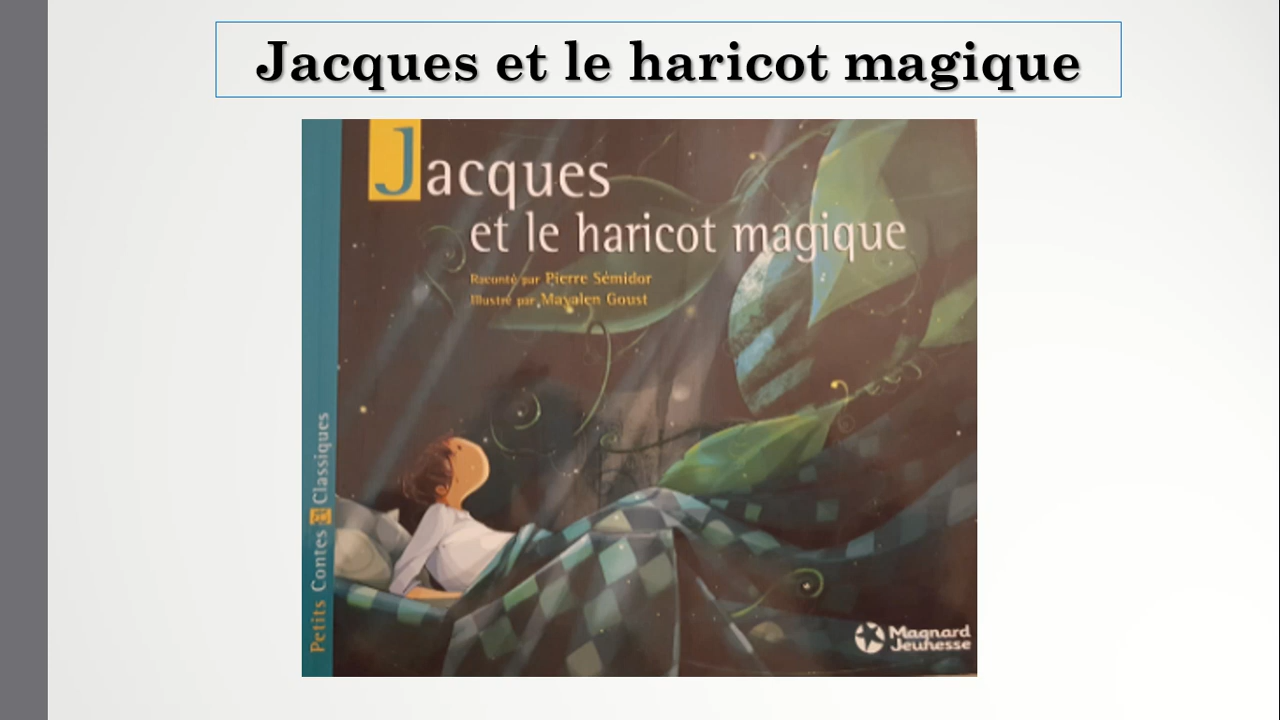 Jacques et le haricot magique
Jacques
et le haricot magique
Raconté par Pierre Sémidor
Illustré par Mayalen Goust
Petits Contes et Classiques
Magnard
Jeunesse